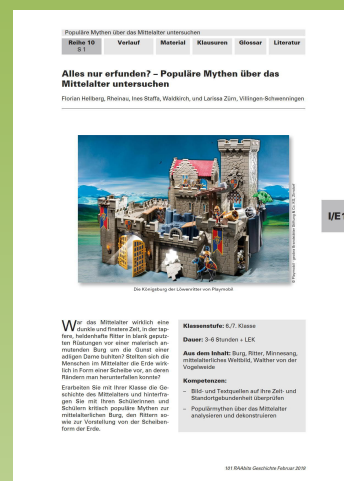 Populäre Mythen über das Mittelalter untersuchen
Reihe 10 Verlauf Material Klausuren Glossar Literatur
S 1
Alles nur erfunden? – Populäre Mythen über das
Mittelalter untersuchen
Florian Hellberg, Rheinau, Ines Staffa, Waldkirch, und Larissa Zürn, Villingen-Schwenningen
I/E1
Die Königsburg der Löwenritter von Playmobil
War das Mittelalter wirklich eine
dunkle und finstere Zeit, in der tap-
fere, heldenhafte Ritter in blank geputz-
ten Rüstungen vor einer malerisch an-
mutenden Burg um die Gunst einer
adligen Dame buhlten? Stellten sich die
Menschen im Mittelalter die Erde wirk-
lich in Form einer Scheibe vor, an deren
Rändern man herunterfallen konnte?
Erarbeiten Sie mit Ihrer Klasse die Ge-
schichte des Mittelalters und hinterfra-
gen Sie mit Ihren Schülerinnen und
Schülern kritisch populäre Mythen zur
mittelalterlichen Burg, den Rittern so-
wie zur Vorstellung von der Scheiben-
form der Erde.
Klassenstufe: 6./7. Klasse
Dauer: 3-6 Stunden + LEK
Aus dem Inhalt: Burg, Ritter, Minnesang,
mittelalterliches Weltbild, Walther von der
Vogelweide
Kompetenzen:
– Bild- und Textquellen auf ihre Zeit- und
Standortgebundenheit überprüfen
– Populärmythen über das Mittelalter
analysieren und dekonstruieren
101 RAAbits Geschichte Februar 2016